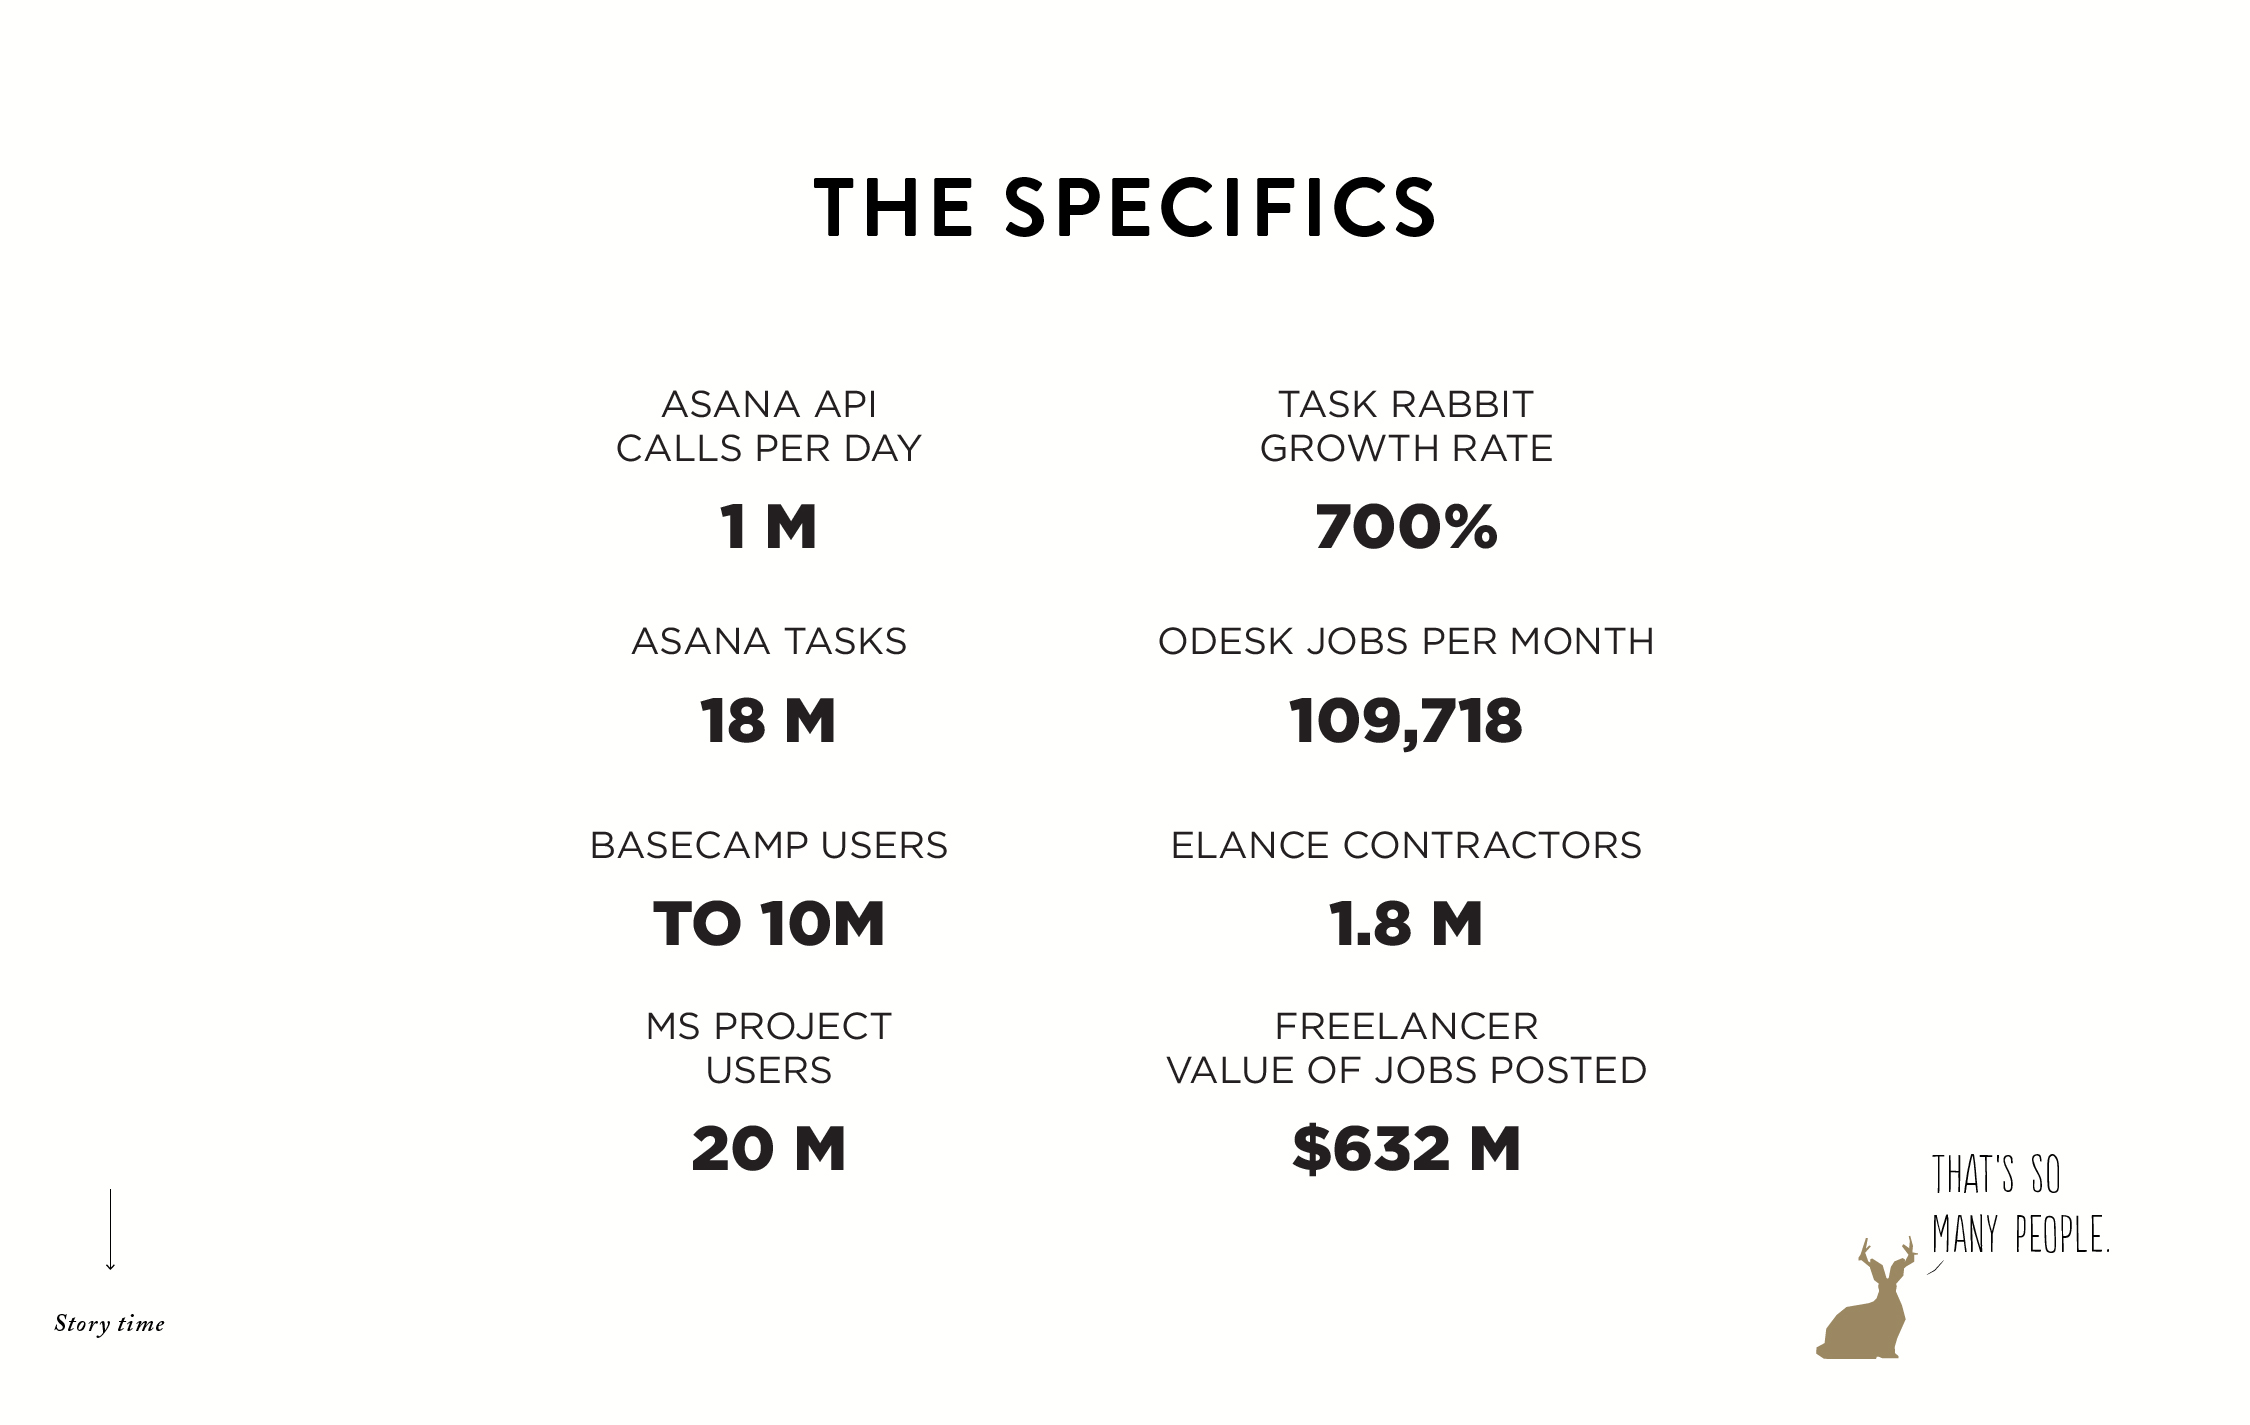 THE SPECIFICS
ASANA API
CALLS PER DAY
1 M
TASK RABBIT
GROWTH RATE
700%
ASANA TASKS
18 M
ODESK JOBS PER MONTH
109,718
BASECAMP USERS
TO 10M
ELANCE CONTRACTORS
1.8 M
MS PROJECT
USERS
20 M
FREELANCER
VALUE OF JOBS POSTED
$632 M
THAT'S SO
MANY PEOPLE.
Story time